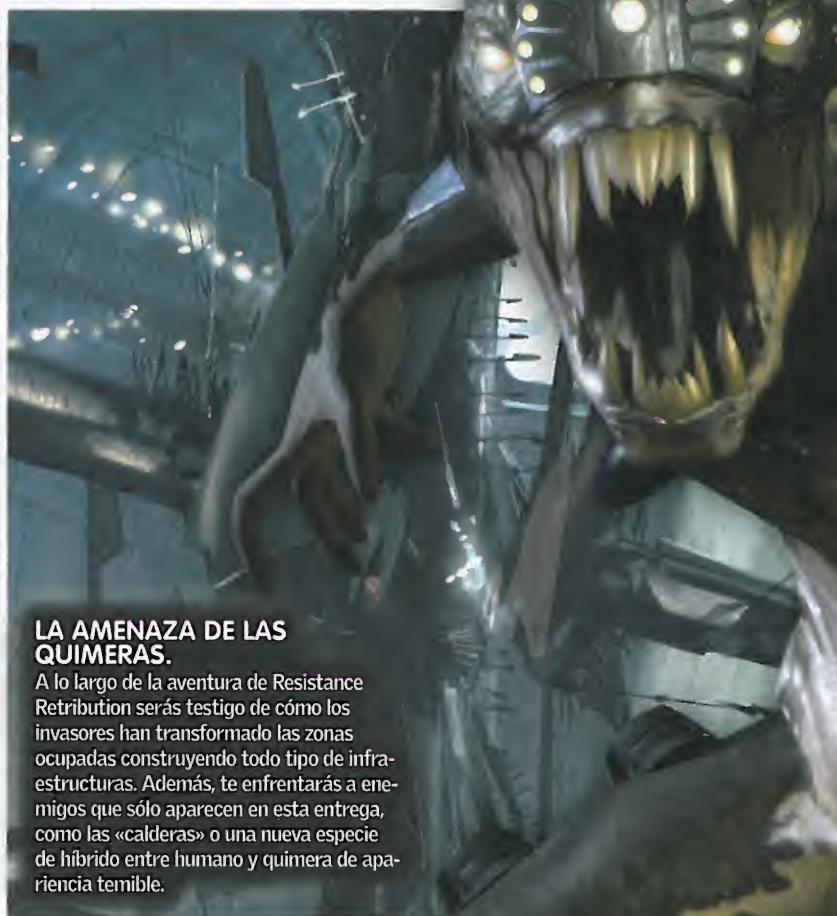 LA AMENAZA DE LAS
QUIMERAS.
A lo largo de la aventura de Resistance
Retribution serás testigo de cómo los
invasores han transformado las zonas
ocupadas construyendo todo tipo de infra-
estructuras. Además, te enfrentarás a ene-
migos que sólo aparecen en esta entrega,
como las «calderas» o una nueva especie
de híbrido entre humano y quimera de apa-
riencia temible.